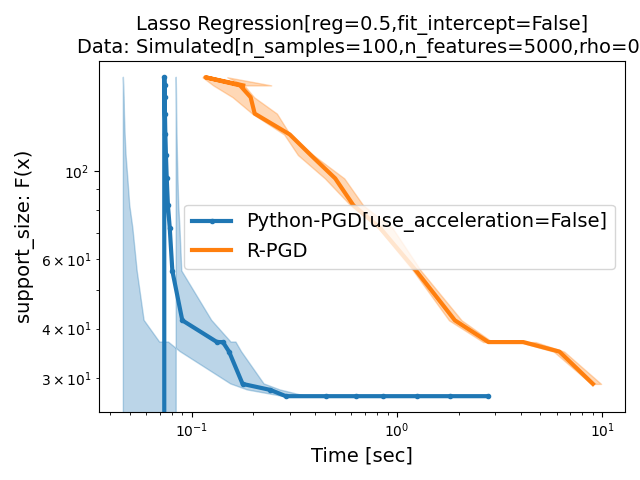 Lasso Regression[reg=0.5,fit_intercept=False]
Data: Simulated[n_samples=100,n_features=5000,rho=0
support_size: F(x)
10²
6 × 10¹
4 × 10¹
3 × 10¹
Python-PGD[use_acceleration=False]
R-PGD
10⁻¹
10⁰
10¹
Time [sec]